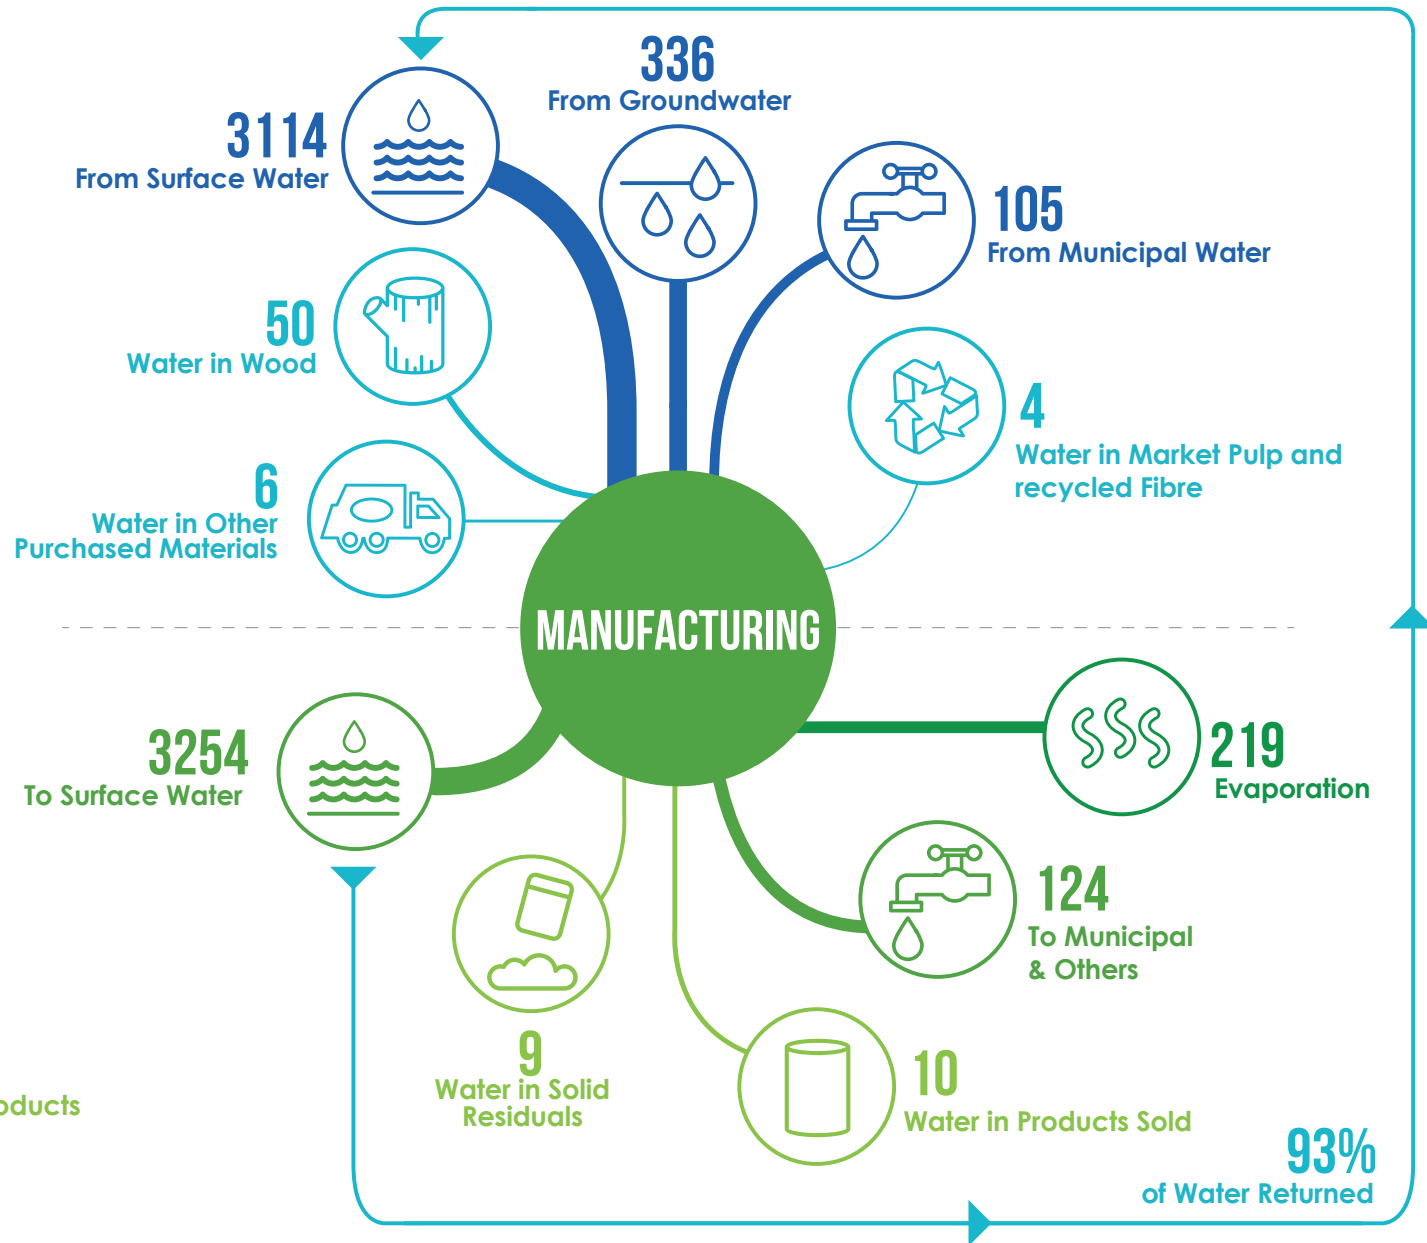 336
From Groundwater
3114
From Surface Water
105
From Municipal Water
50
Water in Wood
4
Water in Market Pulp and
recycled Fibre
6
Water in Other
Purchased Materials
MANUFACTURING
3254
To Surface Water
219
Evaporation
124
To Municipal
& Others
9
Water in Solid
Residuals
10
Water in Products Sold
oducts
93%
of Water Returned